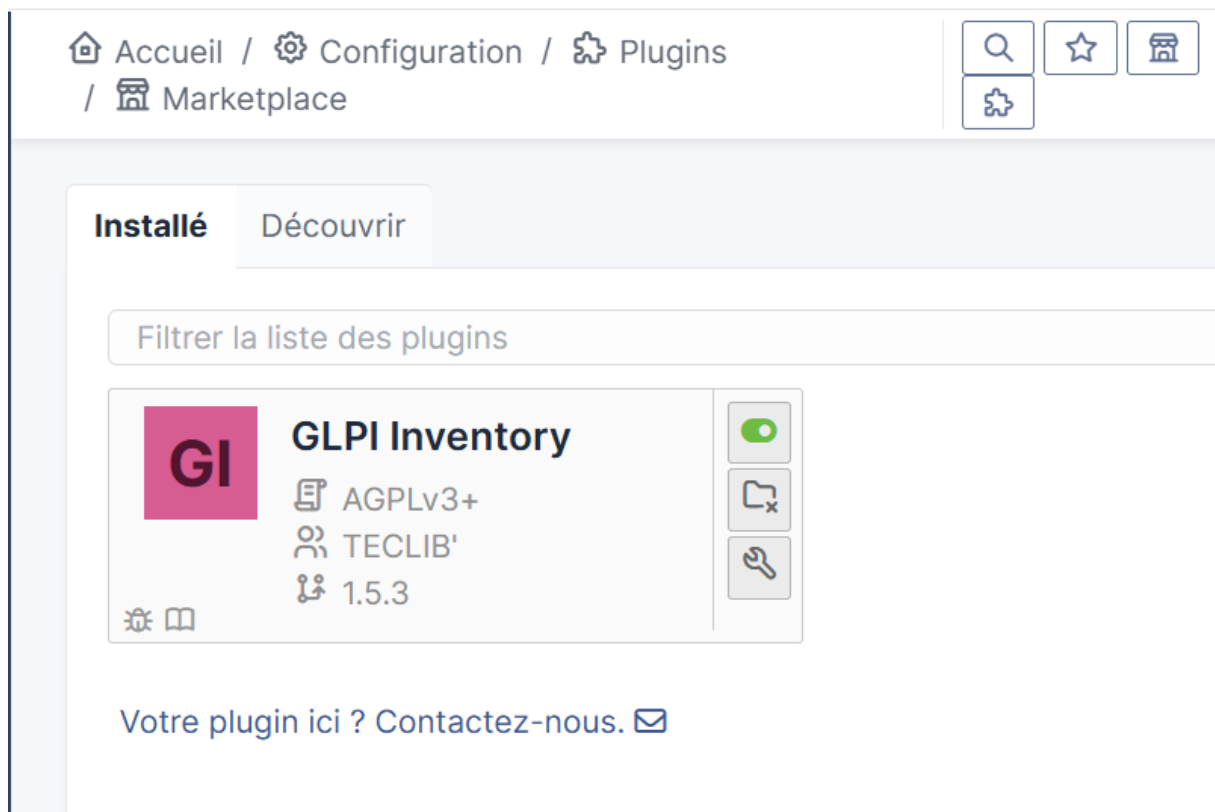 Accueil / Configuration / Plugins
/ Marketplace
Installé Découvrir
Filtrer la liste des plugins
GI
GLPI Inventory
AGPLv3+
TECLIB'
1.5.3
Votre plugin ici ? Contactez-nous.